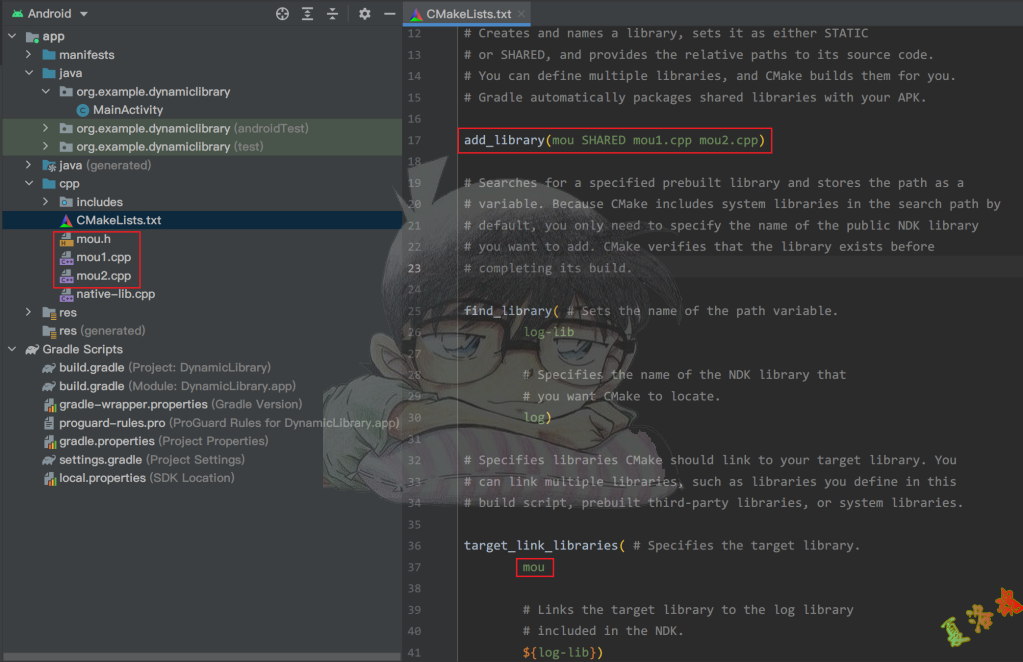 Android
CMakeLists.txt
app
manifests
java
org.example.dynamiclibrary
MainActivity
org.example.dynamiclibrary (androidTest)
org.example.dynamiclibrary (test)
java (generated)
cpp
includes
CMakeLists.txt
mou.h
mou1.cpp
mou2.cpp
native-lib.cpp
res
res (generated)
Gradle Scripts
build.gradle (Project: DynamicLibrary)
build.gradle (Module: DynamicLibrary.app)
gradle-wrapper.properties (Gradle Version)
proguard-rules.pro (ProGuard Rules for DynamicLibrary.app)
gradle.properties (Project Properties)
settings.gradle (Project Settings)
local.properties (SDK Location)
12 # Creates and names a library, sets it as either STATIC
13 # or SHARED, and provides the relative paths to its source code.
14 # You can define multiple libraries, and CMake builds them for you.
15 # Gradle automatically packages shared libraries with your APK.
16
17 add_library(mou SHARED mou1.cpp mou2.cpp)
18
19 # Searches for a specified prebuilt library and stores the path as a
20 # variable. Because CMake includes system libraries in the search path by
21 # default, you only need to specify the name of the public NDK library
22 # you want to add. CMake verifies that the library exists before
23 # completing its build.
24
25 find_library( # Sets the name of the path variable.
26 log-lib
27
28 # Specifies the name of the NDK library that
29 # you want CMake to locate.
30 log)
31
32 # Specifies libraries CMake should link to your target library. You
33 # can link multiple libraries, such as libraries you define in this
34 # build script, prebuilt third-party libraries, or system libraries.
35
36 target_link_libraries( # Specifies the target library.
37 mou
38
39 # Links the target library to the log library
40 # included in the NDK.
41 ${log-lib})